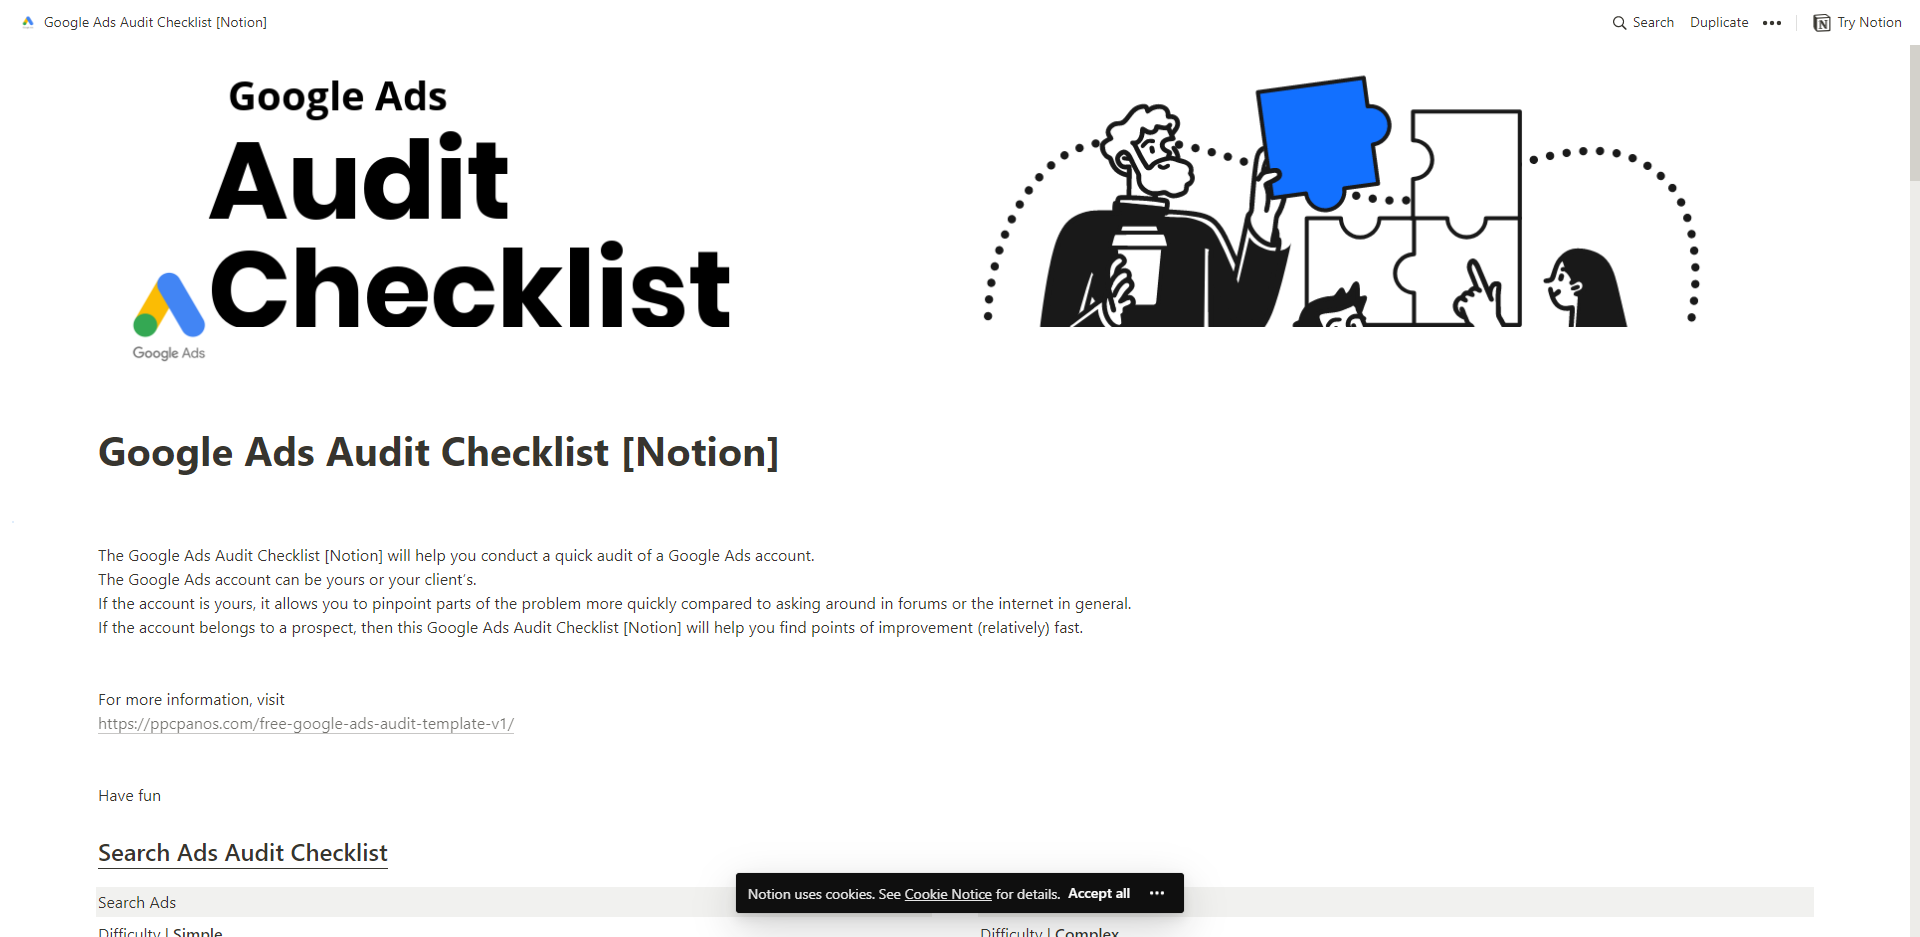 Google Ads Audit Checklist [Notion]
Search
Duplicate
Try Notion
Google Ads
Audit
Checklist
Google Ads
Google Ads Audit Checklist [Notion]
The Google Ads Audit Checklist [Notion] will help you conduct a quick audit of a Google Ads account.
The Google Ads account can be yours or your client's.
If the account is yours, it allows you to pinpoint parts of the problem more quickly compared to asking around in forums or the internet in general.
If the account belongs to a prospect, then this Google Ads Audit Checklist [Notion] will help you find points of improvement (relatively) fast.
For more information, visit
https://ppcpanos.com/free-google-ads-audit-template-v1/
Have fun
Search Ads Audit Checklist
Search Ads
Notion uses cookies. See Cookie Notice for details. Accept all
Difficulty | Simple
Difficulty | Complex